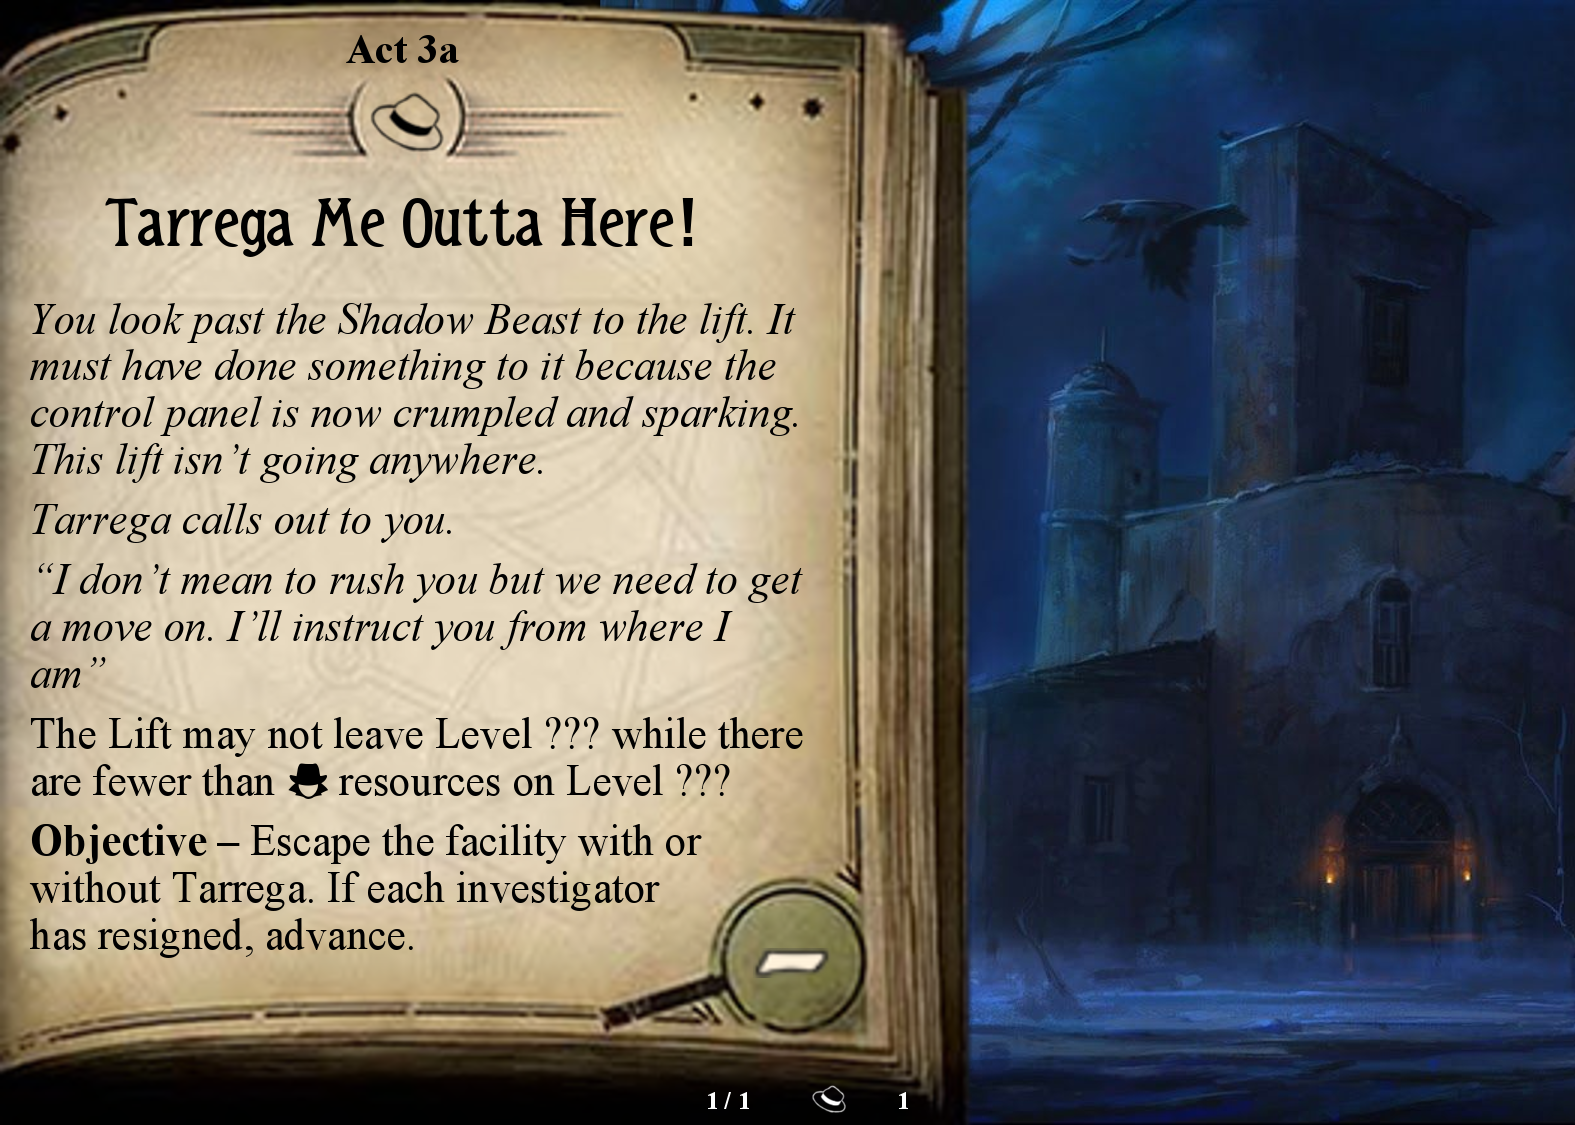 Act 3a
Tarrega Me Outta Here!
You look past the Shadow Beast to the lift. It
must have done something to it because the
control panel is now crumpled and sparking.
This lift isn’t going anywhere.
Tarrega calls out to you.
“I don’t mean to rush you but we need to get
a move on. I’ll instruct you from where I
am”
The Lift may not leave Level ??? while there
are fewer than resources on Level ???
Objective – Escape the facility with or
without Tarrega. If each investigator
has resigned, advance.
–
1 / 1 1